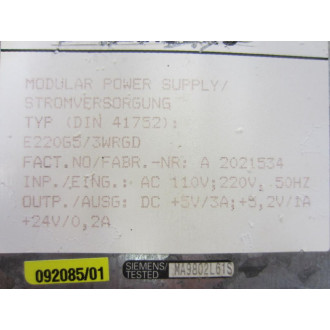 MODULAR POWER SUPPLY/
STROMVERSORGUNG
TYP (DIN 41752):
E220G5/3WRGD
FACT.NO/FABR.-NR: A 2021534
INP./EING.: AC 110V;220V, 50HZ
OUTP./AUSG: DC +5V/3A;+5,2V/1A
+24V/0,2A
092085/01
SIEMENS/
TESTED
MA9802L61S